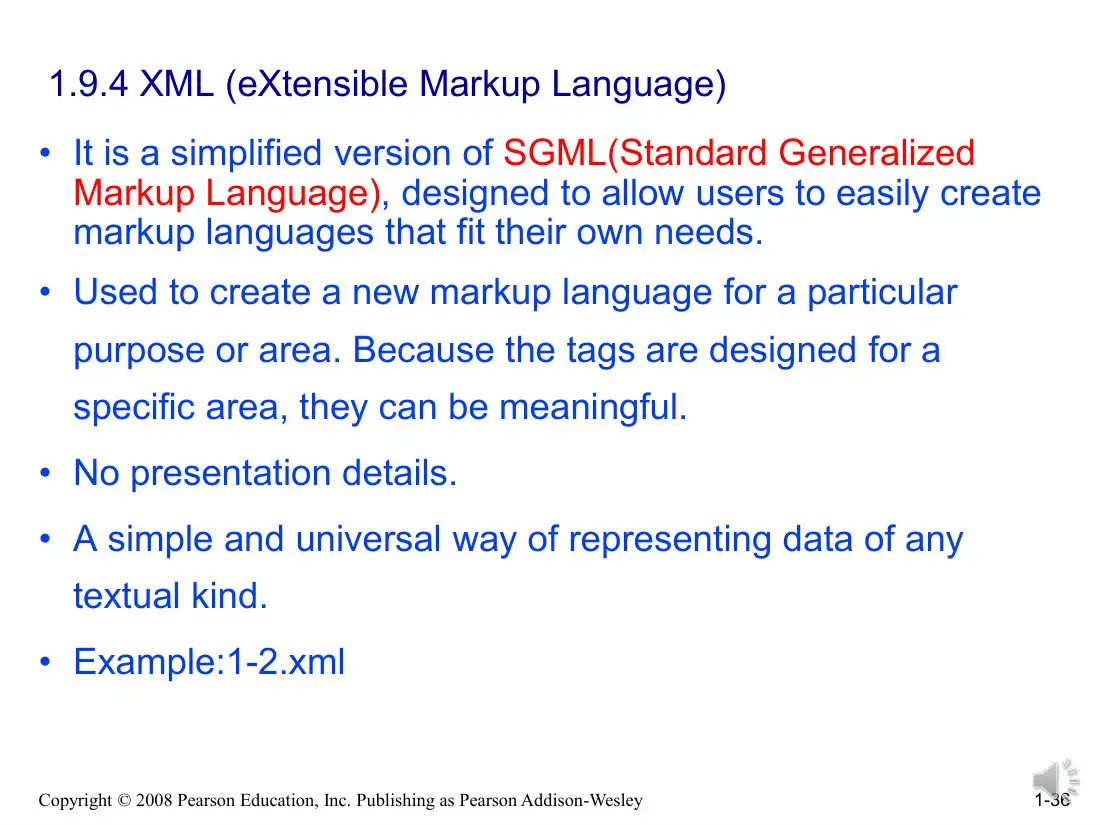 1.9.4 XML (eXtensible Markup Language)
• It is a simplified version of SGML(Standard Generalized
Markup Language), designed to allow users to easily create
markup languages that fit their own needs.
• Used to create a new markup language for a particular
purpose or area. Because the tags are designed for a
specific area, they can be meaningful.
• No presentation details.
• A simple and universal way of representing data of any
textual kind.
• Example:1-2.xml
Copyright © 2008 Pearson Education, Inc. Publishing as Pearson Addison-Wesley
1-36